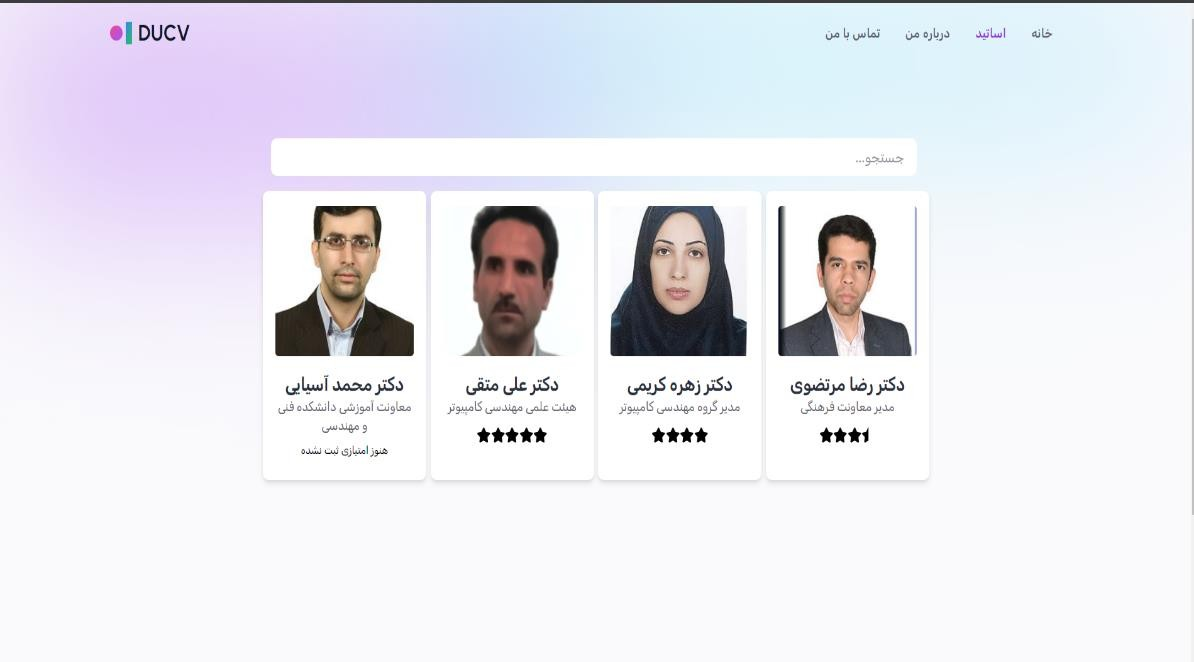 DUCV
خانه
اساتید
درباره من
تماس با من
جستجو...
دکتر رضا مرتضوی
مدیر معاونت فرهنگی
دکتر زهره کریمی
مدیر گروه مهندسی کامپیوتر
دکتر علی متقی
هیئت علمی مهندسی کامپیوتر
دکتر محمد آسیایی
معاونت آموزشی دانشکده فنی
و مهندسی
هنوز امتیازی ثبت نشده